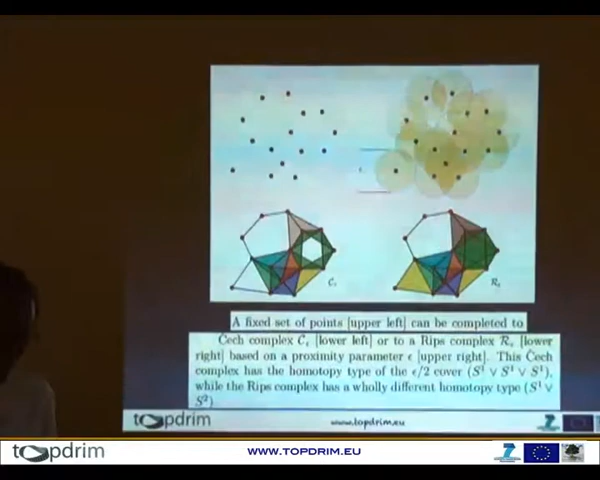 ϵ
C_ϵ
R_ϵ
A fixed set of points [upper left] can be completed to
Čech complex C_ϵ [lower left] or to a Rips complex R_ϵ [lower
right] based on a proximity parameter ϵ [upper right]. This Čech
complex has the homotopy type of the ϵ/2 cover (S¹ ∨ S¹ ∨ S¹),
while the Rips complex has a wholly different homotopy type (S¹ ∨
S²)
topdrim
www.topdrim.eu
topdrim
WWW.TOPDRIM.EU